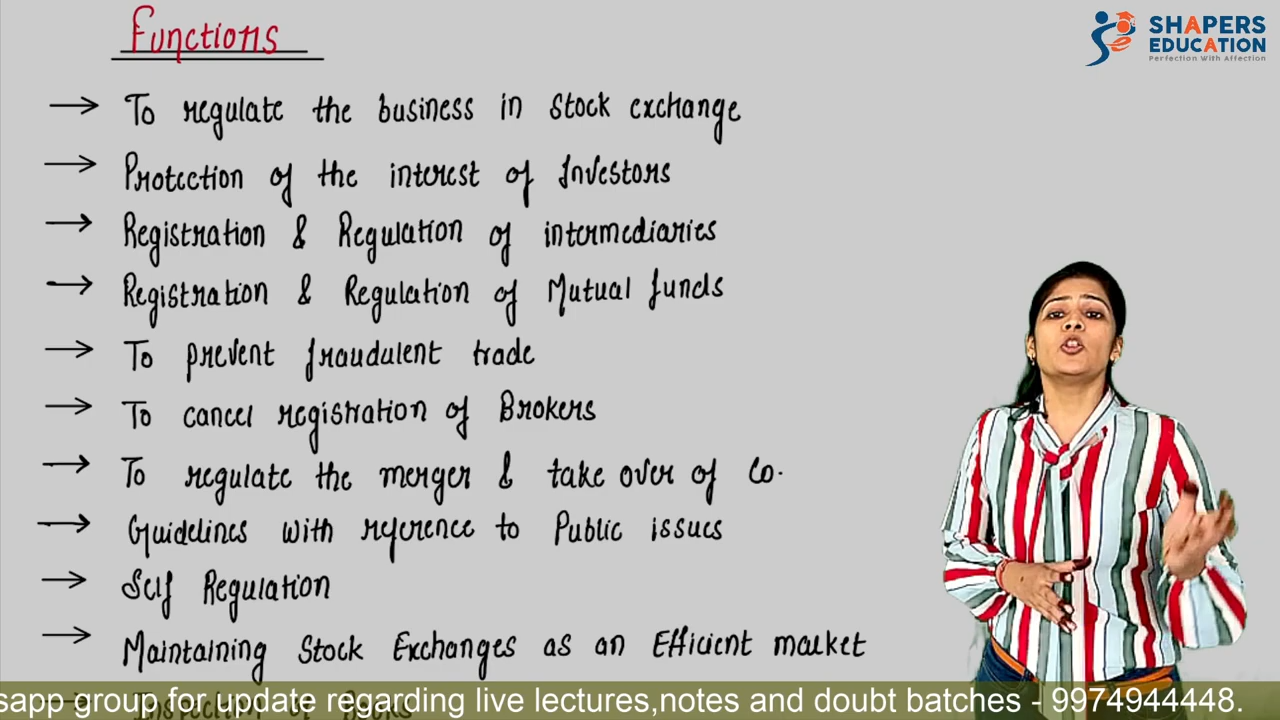 Functions
SHAPERS
EDUCATION
Perfection With Affection
→ To regulate the business in stock exchange
→ Protection of the interest of Investors
→ Registration & Regulation of intermediaries
→ Registration & Regulation of Mutual funds
→ To prevent fraudulent trade
→ To cancel registration of Brokers
→ To regulate the merger & take over of Co.
→ Guidelines with reference to Public issues
→ Self Regulation
→ Maintaining Stock Exchanges as an Efficient market
→ Inspection of Books
sapp group for update regarding live lectures,notes and doubt batches - 9974944448.